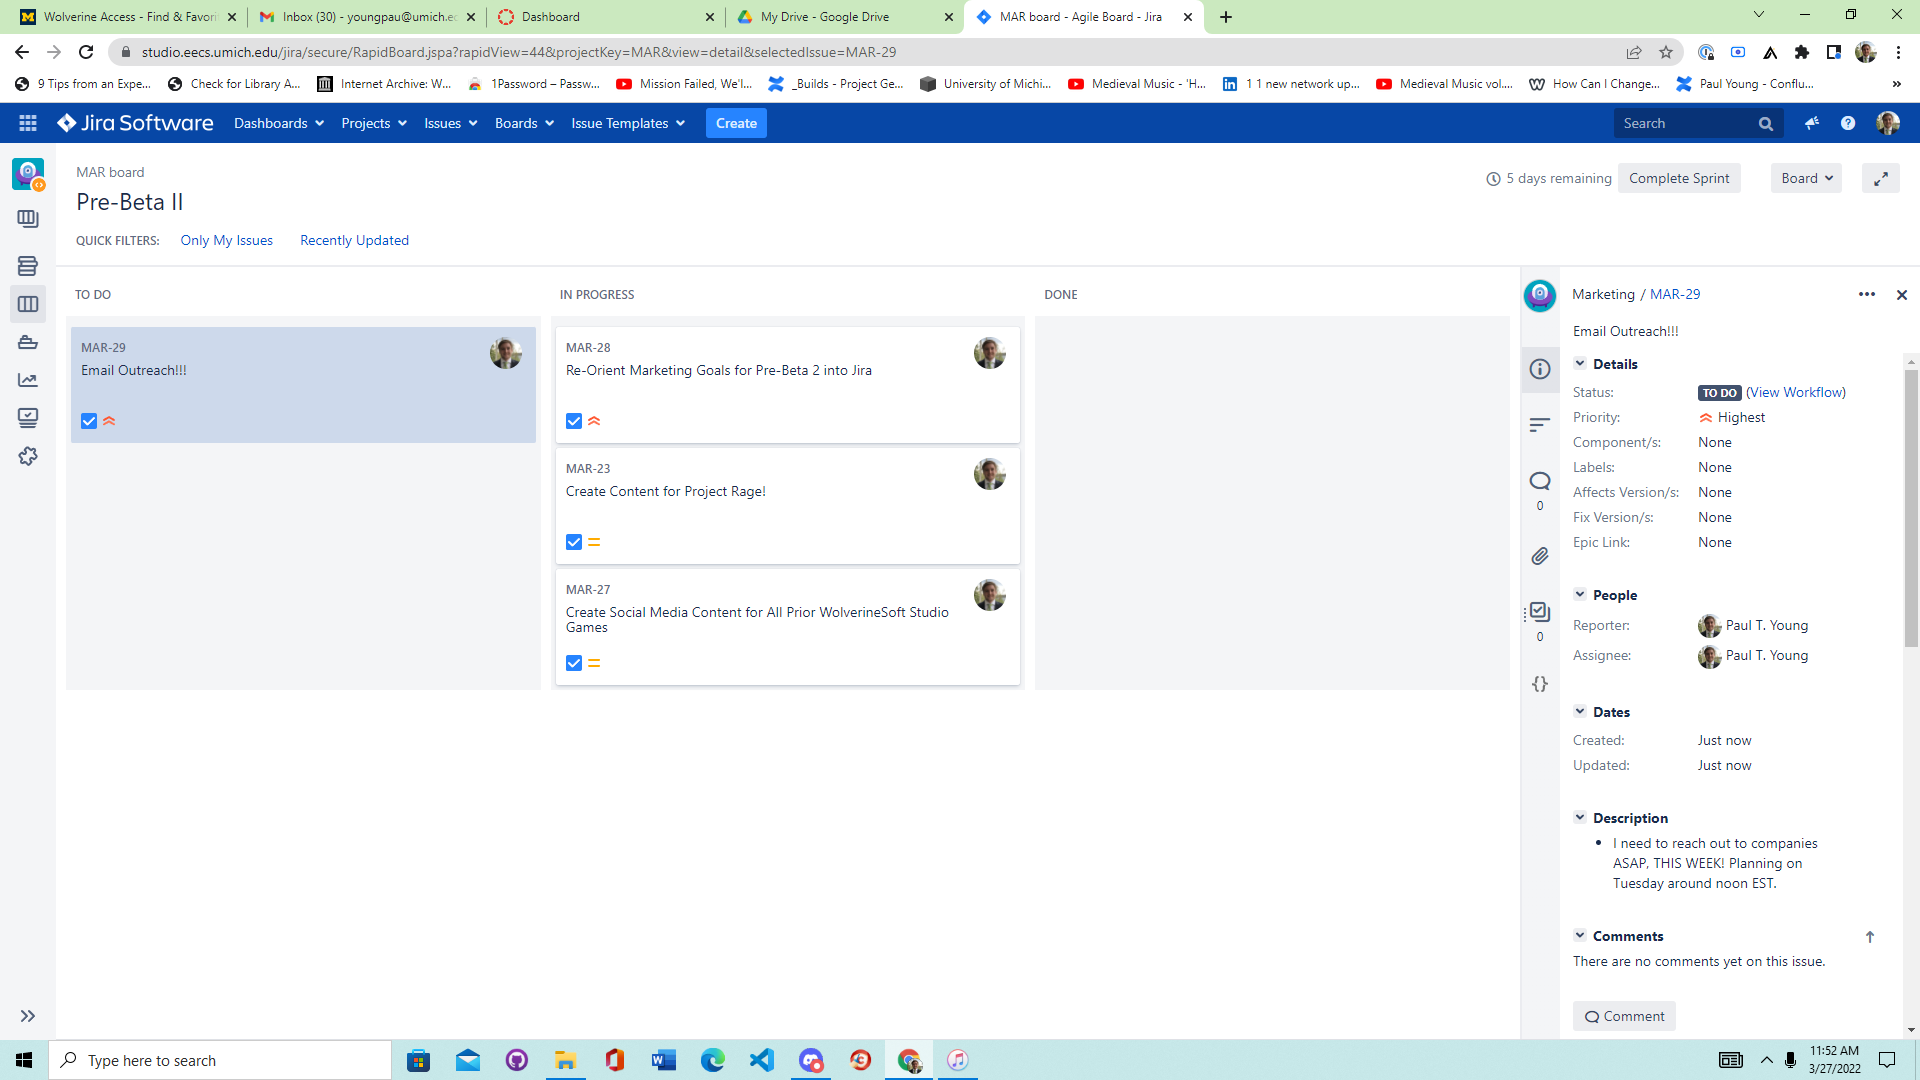 Wolverine Access - Find & Favori
Inbox (30) - youngpau@umich.ec
Dashboard
My Drive - Google Drive
MAR board - Agile Board - Jira
studio.eecs.umich.edu/jira/secure/RapidBoard.jspa?rapidView=44&projectKey=MAR&view=detail&selectedIssue=MAR-29
9 Tips from an Expe...
Check for Library A...
Internet Archive: W...
1Password – Passw...
Mission Failed, We'l...
_Builds - Project Ge...
University of Michi...
Medieval Music - 'H...
1 1 new network up...
Medieval Music vol....
How Can I Change...
Paul Young - Conflu...
»
Jira Software
Dashboards
Projects
Issues
Boards
Issue Templates
Create
Search
MAR board
Pre-Beta II
5 days remaining
Complete Sprint
Board
QUICK FILTERS:
Only My Issues
Recently Updated
TO DO
IN PROGRESS
DONE
MAR-29
Email Outreach!!!
MAR-28
Re-Orient Marketing Goals for Pre-Beta 2 into Jira
MAR-23
Create Content for Project Rage!
MAR-27
Create Social Media Content for All Prior WolverineSoft Studio
Games
0
0
Marketing / MAR-29
Email Outreach!!!
Details
Status: TO DO (View Workflow)
Priority: Highest
Component/s: None
Labels: None
Affects Version/s: None
Fix Version/s: None
Epic Link: None
People
Reporter: Paul T. Young
Assignee: Paul T. Young
Dates
Created: Just now
Updated: Just now
Description
• I need to reach out to companies
ASAP, THIS WEEK! Planning on
Tuesday around noon EST.
Comments
There are no comments yet on this issue.
Comment
Type here to search
11:52 AM
3/27/2022